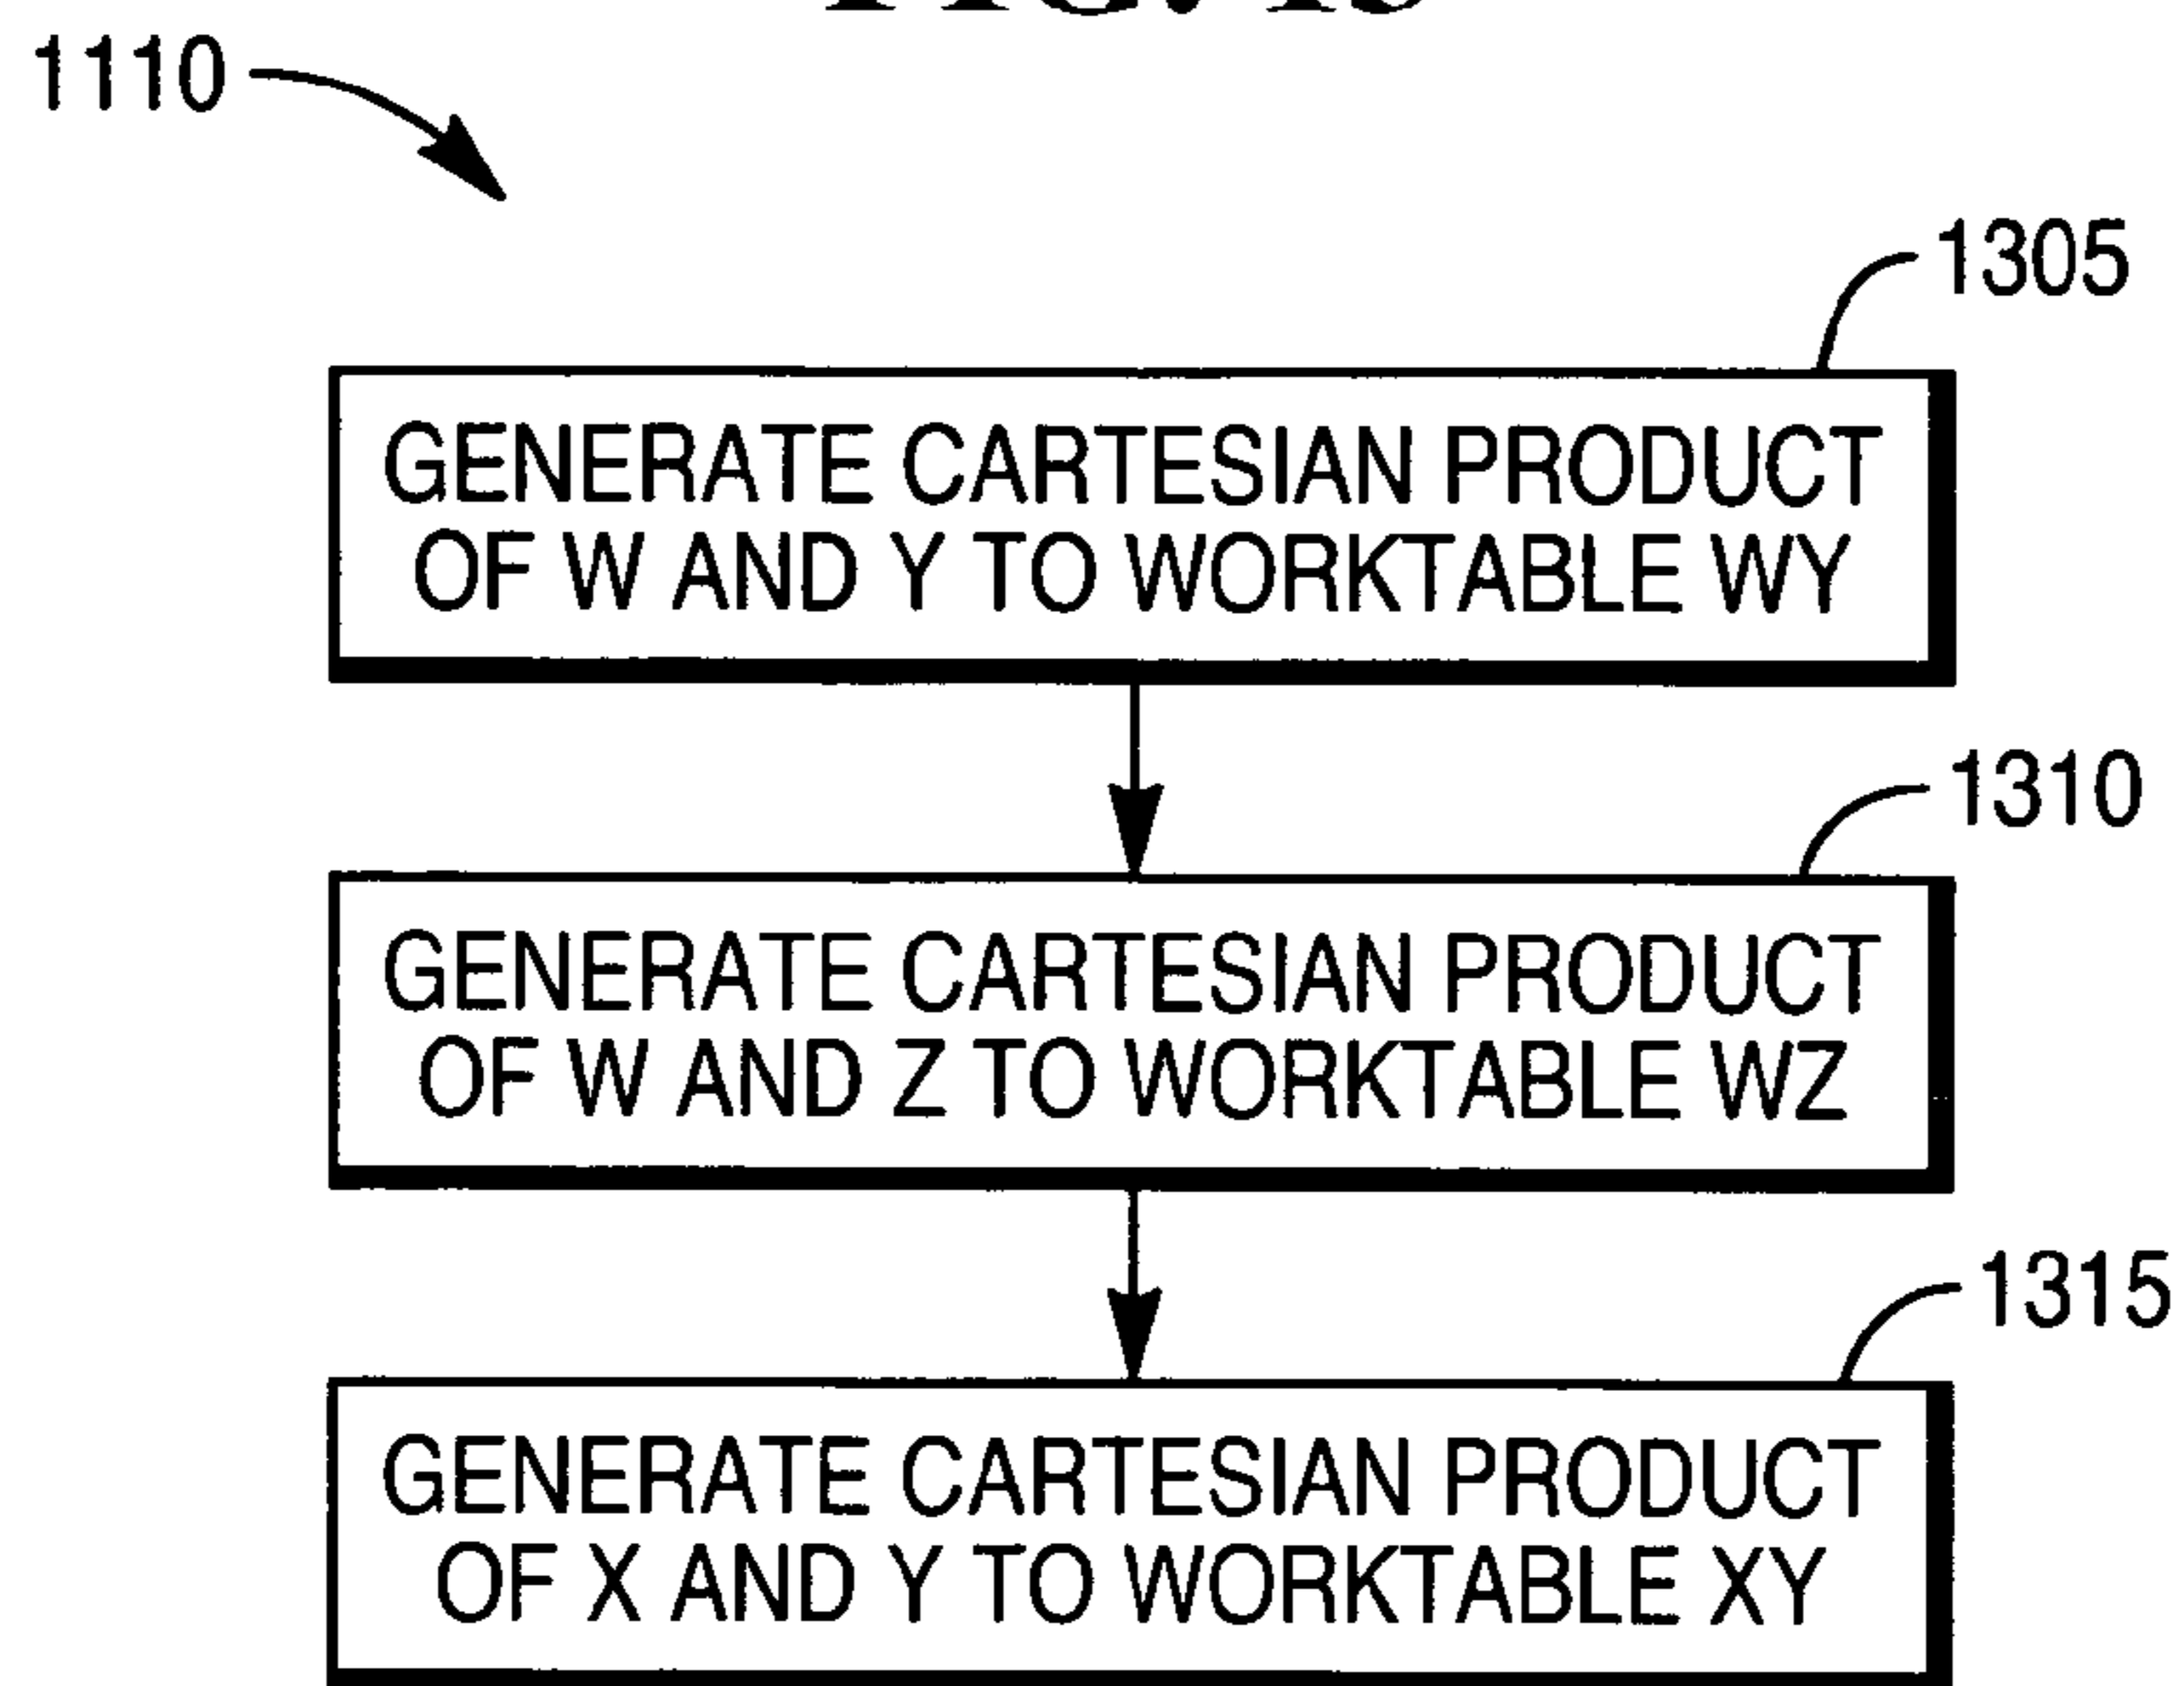 1110
1305
GENERATE CARTESIAN PRODUCT
OF W AND Y TO WORKTABLE WY
1310
GENERATE CARTESIAN PRODUCT
OF W AND Z TO WORKTABLE WZ
1315
GENERATE CARTESIAN PRODUCT
OF X AND Y TO WORKTABLE XY